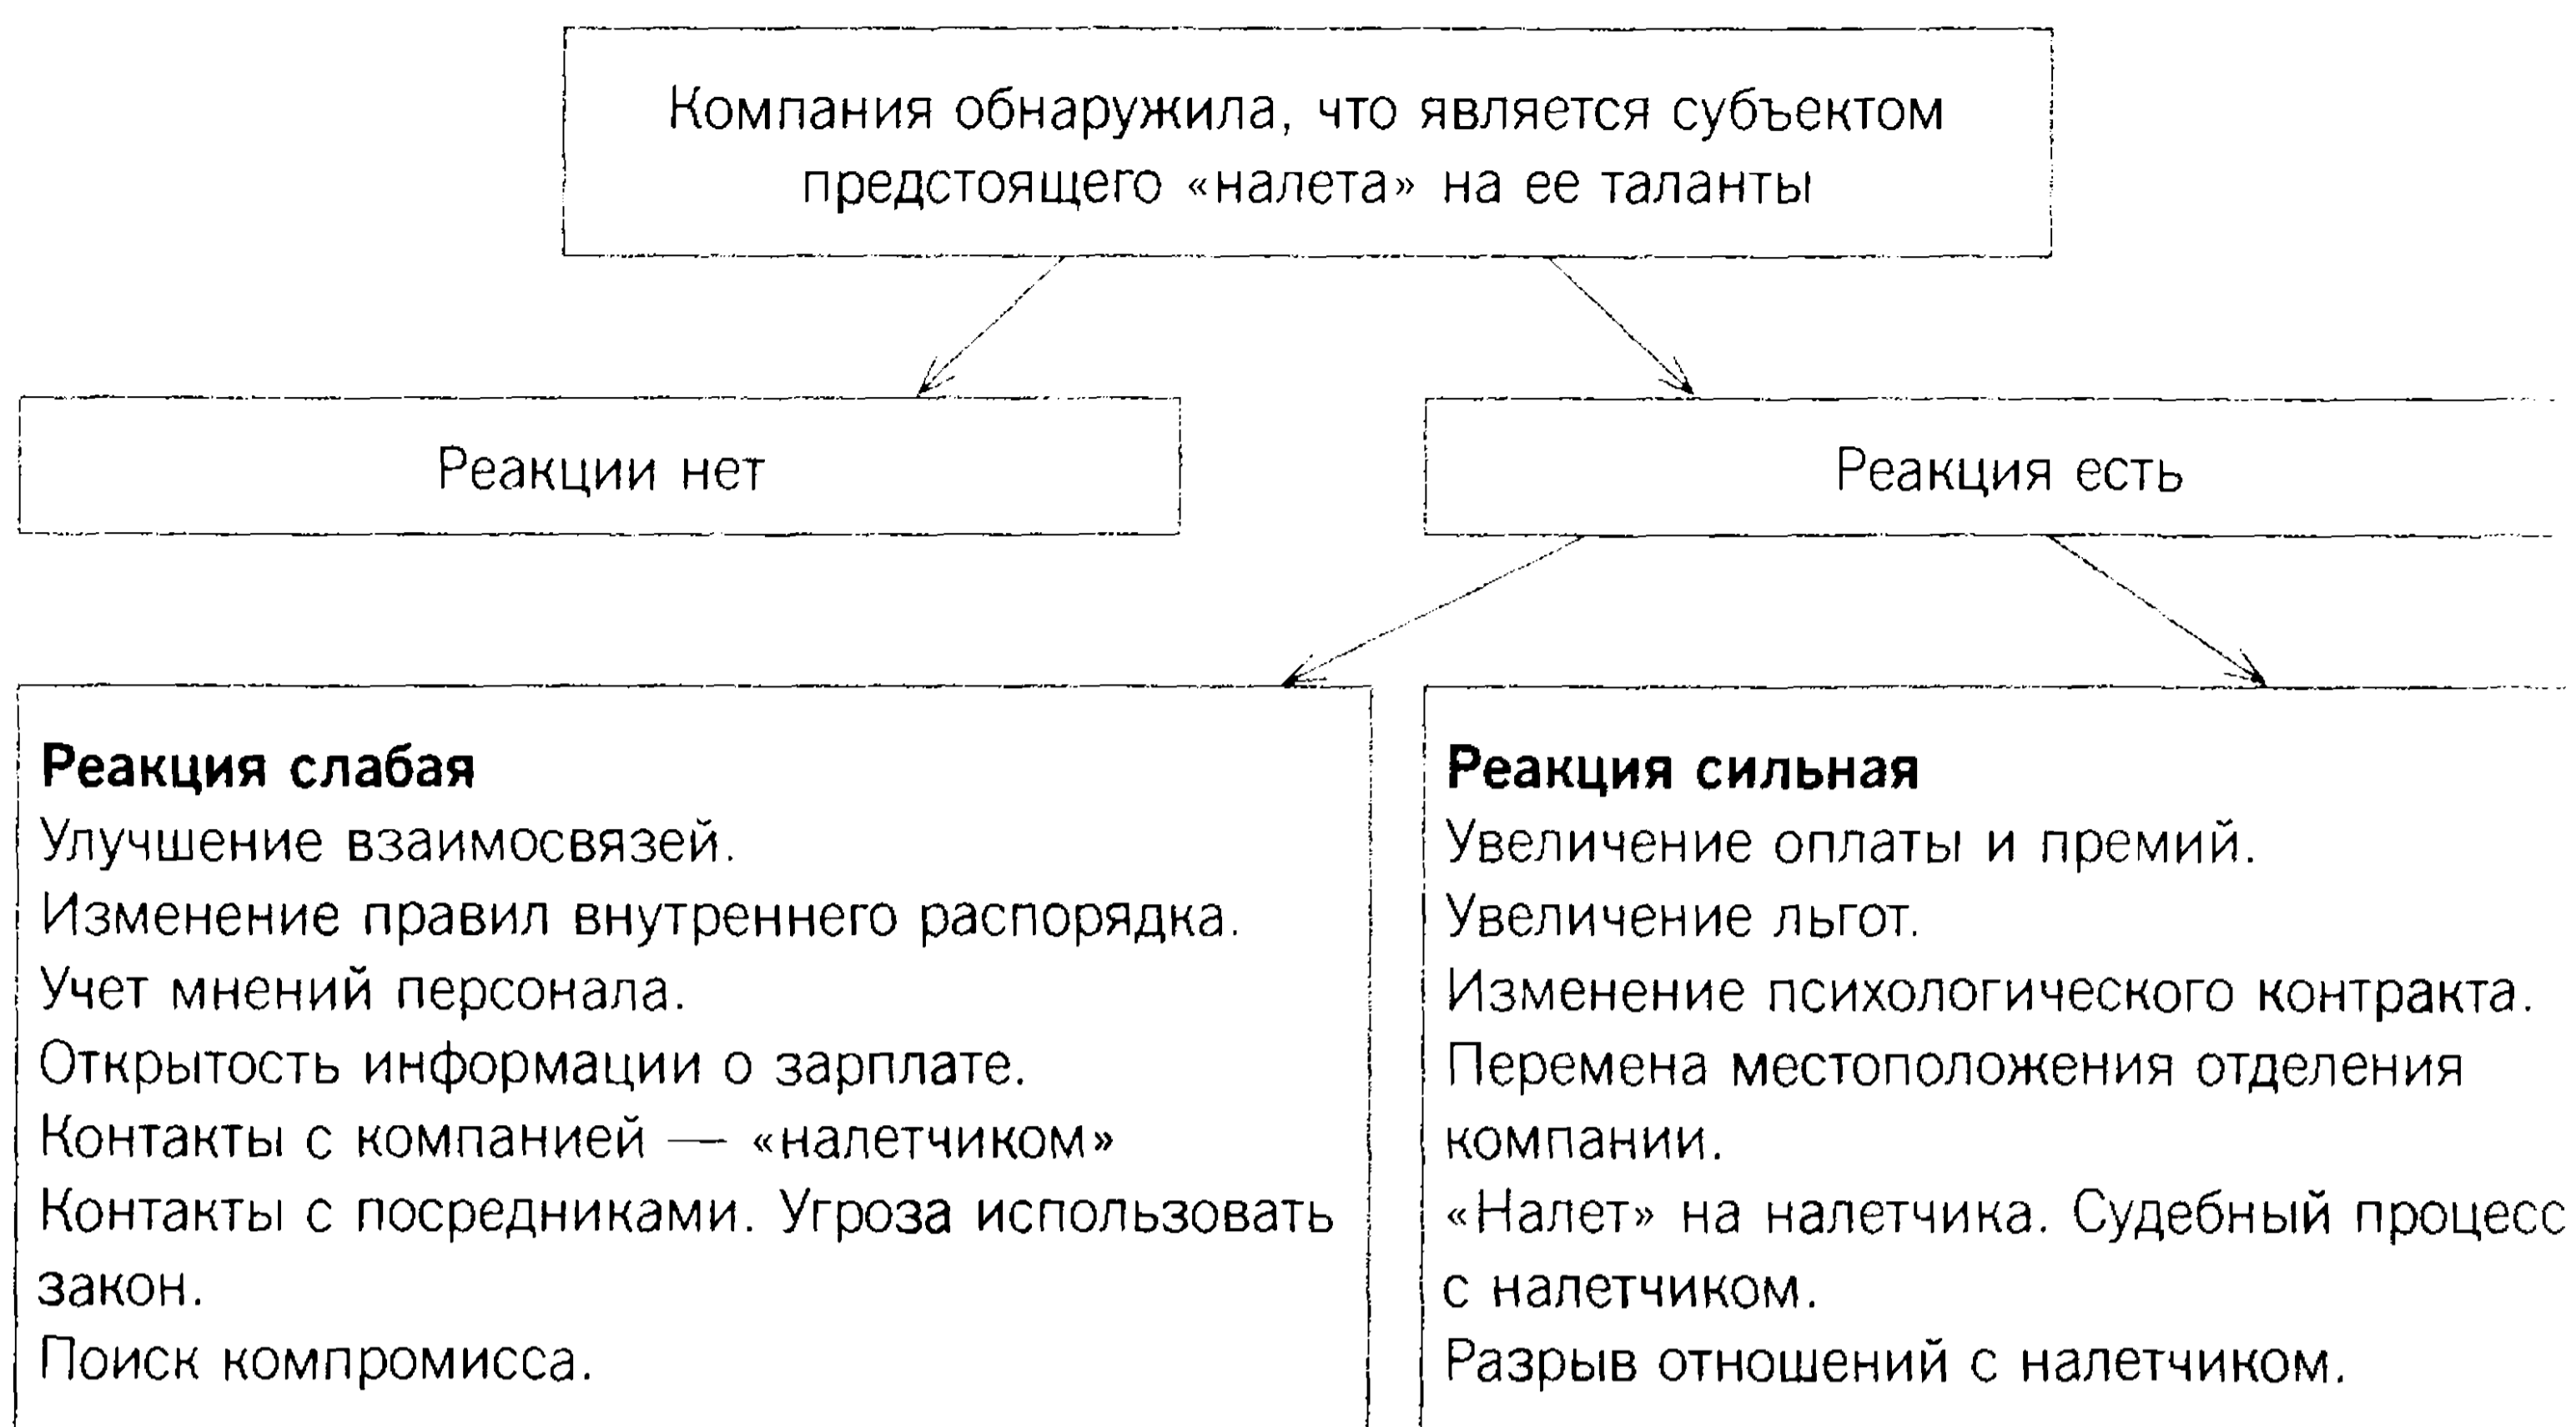 Компания обнаружила, что является субъектом
предстоящего «налета» на ее таланты
Реакции нет
Реакция есть
Реакция слабая
Улучшение взаимосвязей.
Изменение правил внутреннего распорядка.
Учет мнений персонала.
Открытость информации о зарплате.
Контакты с компанией — «налетчиком»
Контакты с посредниками. Угроза использовать
закон.
Поиск компромисса.
Реакция сильная
Увеличение оплаты и премий.
Увеличение льгот.
Изменение психологического контракта.
Перемена местоположения отделения
компании.
«Налет» на налетчика. Судебный процесс
с налетчиком.
Разрыв отношений с налетчиком.